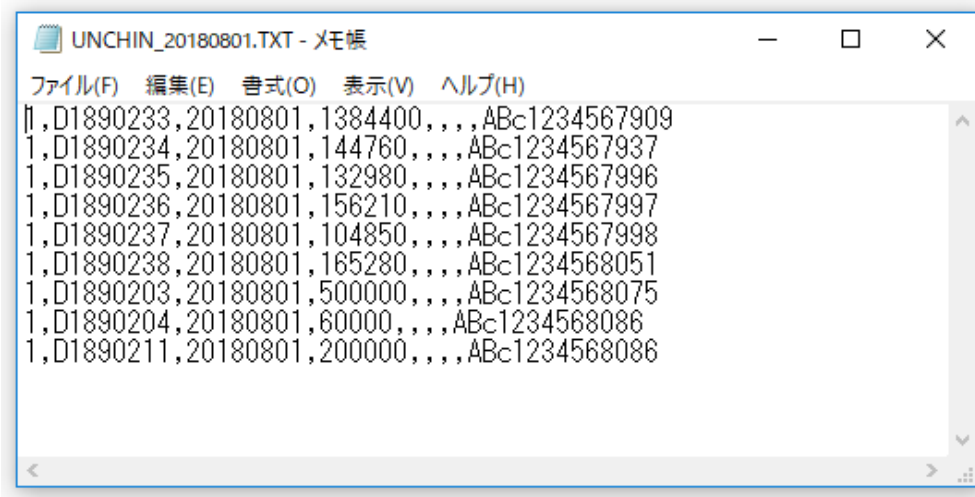 UNCHIN_20180801.TXT - メモ帳
ファイル(F) 編集(E) 書式(O) 表示(V) ヘルプ(H)
1,D1890233,20180801,1384400,,,,ABc1234567909
1,D1890234,20180801,144760,,,,ABc1234567937
1,D1890235,20180801,132980,,,,ABc1234567996
1,D1890236,20180801,156210,,,,ABc1234567997
1,D1890237,20180801,104850,,,,ABc1234567998
1,D1890238,20180801,165280,,,,ABc1234568051
1,D1890203,20180801,500000,,,,ABc1234568075
1,D1890204,20180801,60000,,,,ABc1234568086
1,D1890211,20180801,200000,,,,ABc1234568086